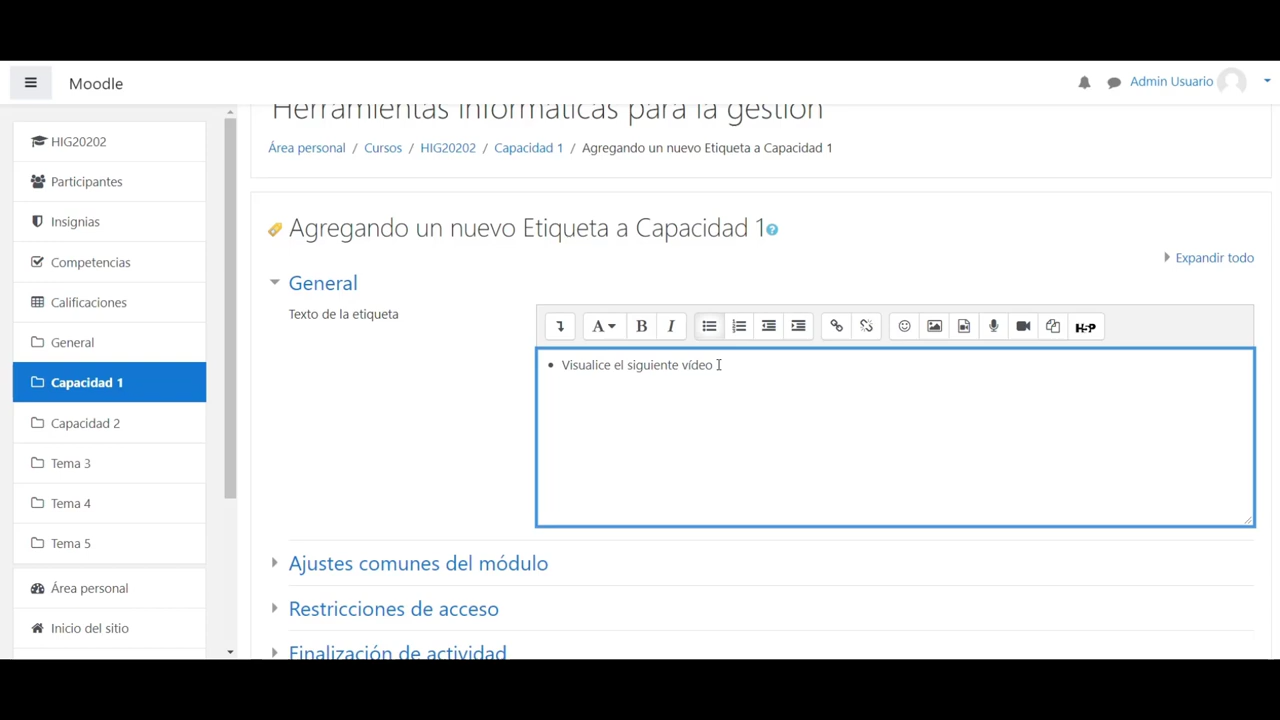 Moodle
Admin Usuario
Herramientas informáticas para la gestión
Área personal / Cursos / HIG20202 / Capacidad 1 / Agregando un nuevo Etiqueta a Capacidad 1
HIG20202
Participantes
Insignias
Competencias
Calificaciones
General
Capacidad 1
Capacidad 2
Tema 3
Tema 4
Tema 5
Área personal
Inicio del sitio
Agregando un nuevo Etiqueta a Capacidad 1
Expandir todo
General
Texto de la etiqueta
A B I H-P
• Visualice el siguiente vídeo
Ajustes comunes del módulo
Restricciones de acceso
Finalización de actividad